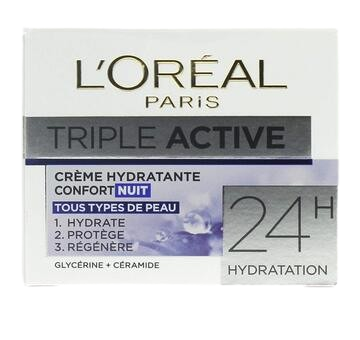 L'ORÉAL
PARIS
TRIPLE ACTIVE
CRÈME HYDRATANTE
CONFORT NUIT
TOUS TYPES DE PEAU
1. HYDRATE
2. PROTÈGE
3. RÉGÉNÈRE
GLYCÉRINE + CÉRAMIDE
24H
HYDRATATION